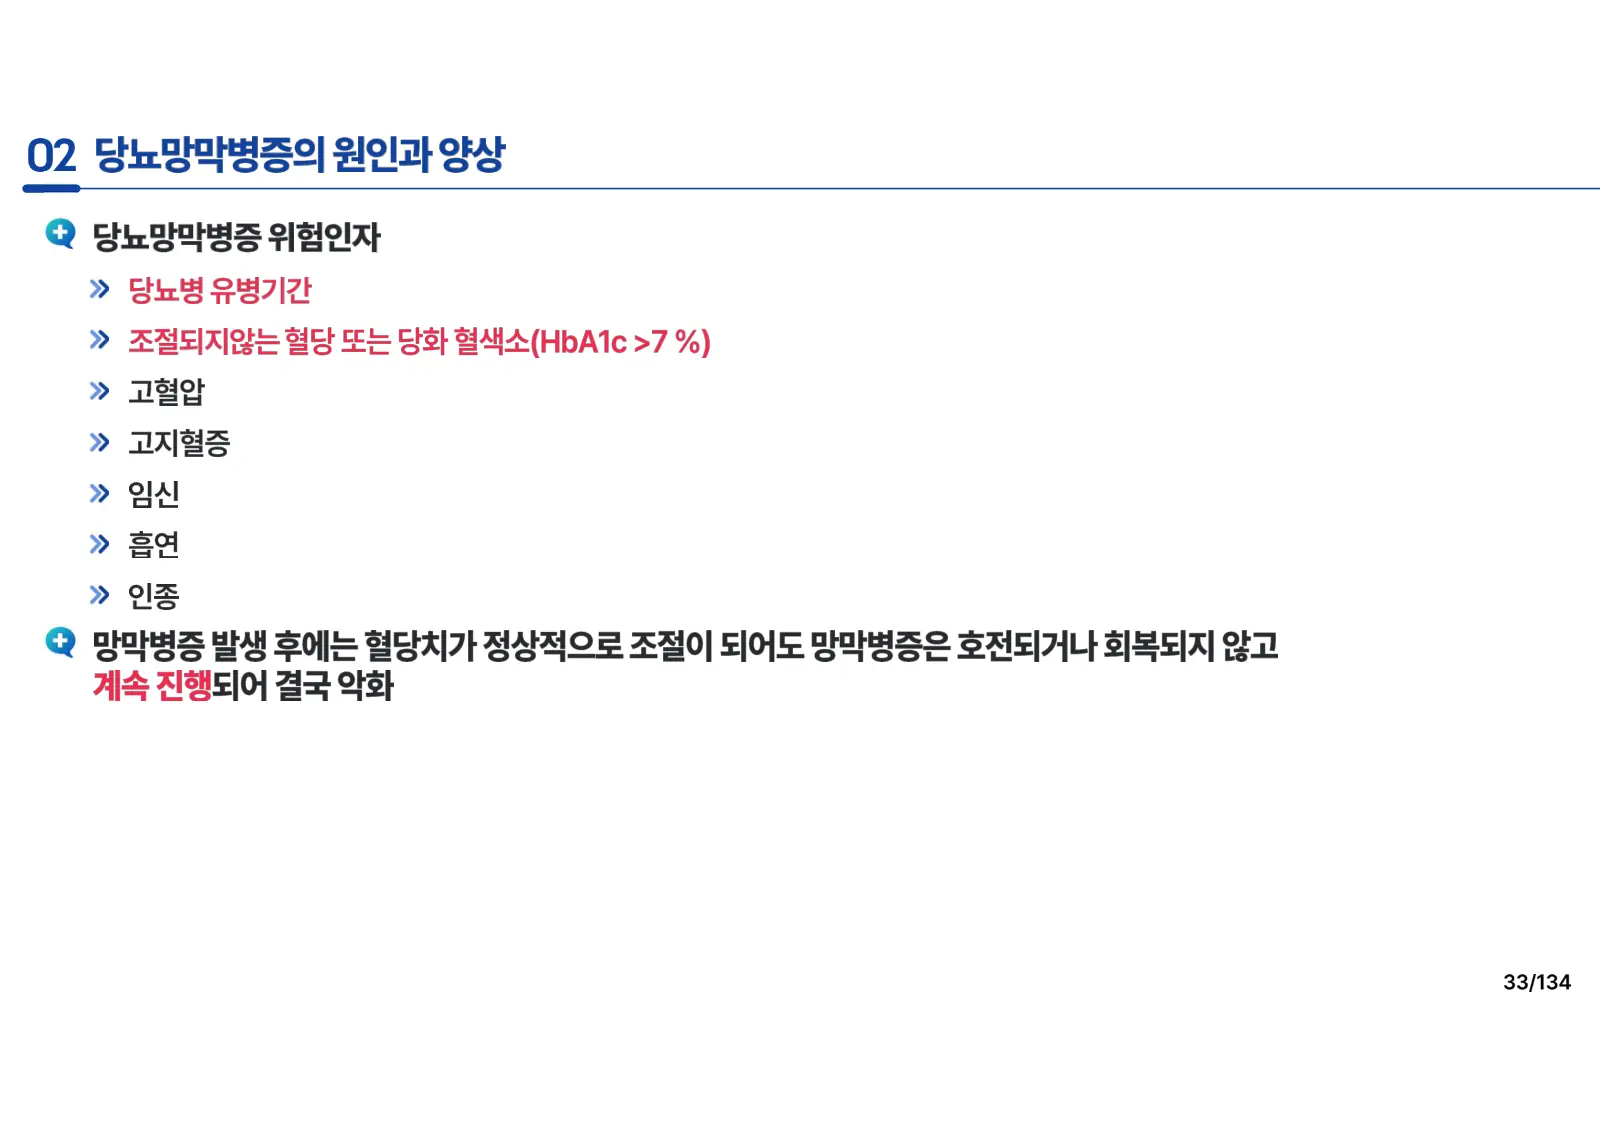 02 당뇨망막병증의 원인과 양상
당뇨망막병증 위험인자
당뇨병 유병기간
조절되지않는 혈당 또는 당화 혈색소(HbA1c >7 %)
고혈압
고지혈증
임신
흡연
인종
망막병증 발생 후에는 혈당치가 정상적으로 조절이 되어도 망막병증은 호전되거나 회복되지 않고
계속 진행되어 결국 악화
33/134